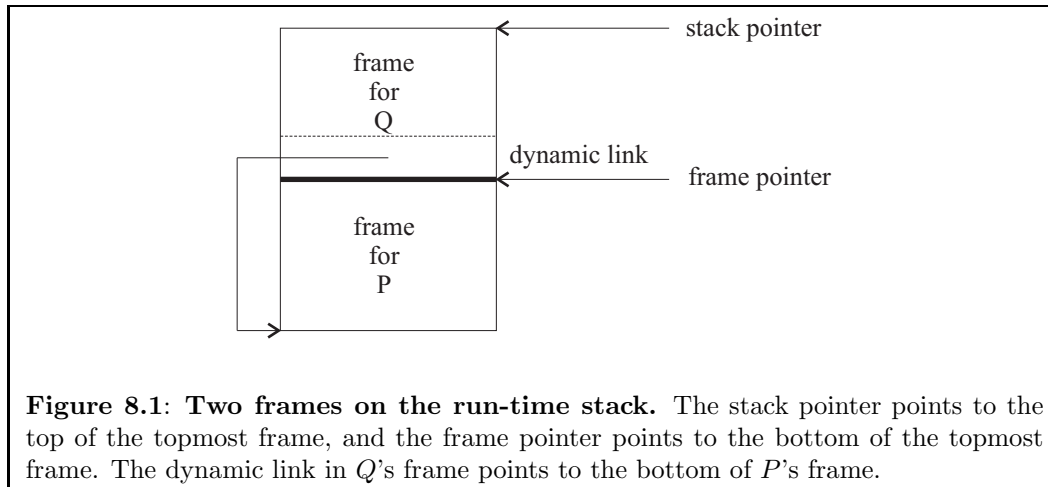 stack pointer
frame
for
Q
dynamic link
frame pointer
frame
for
P
Figure 8.1: Two frames on the run-time stack. The stack pointer points to the
top of the topmost frame, and the frame pointer points to the bottom of the topmost
frame. The dynamic link in Q's frame points to the bottom of P's frame.